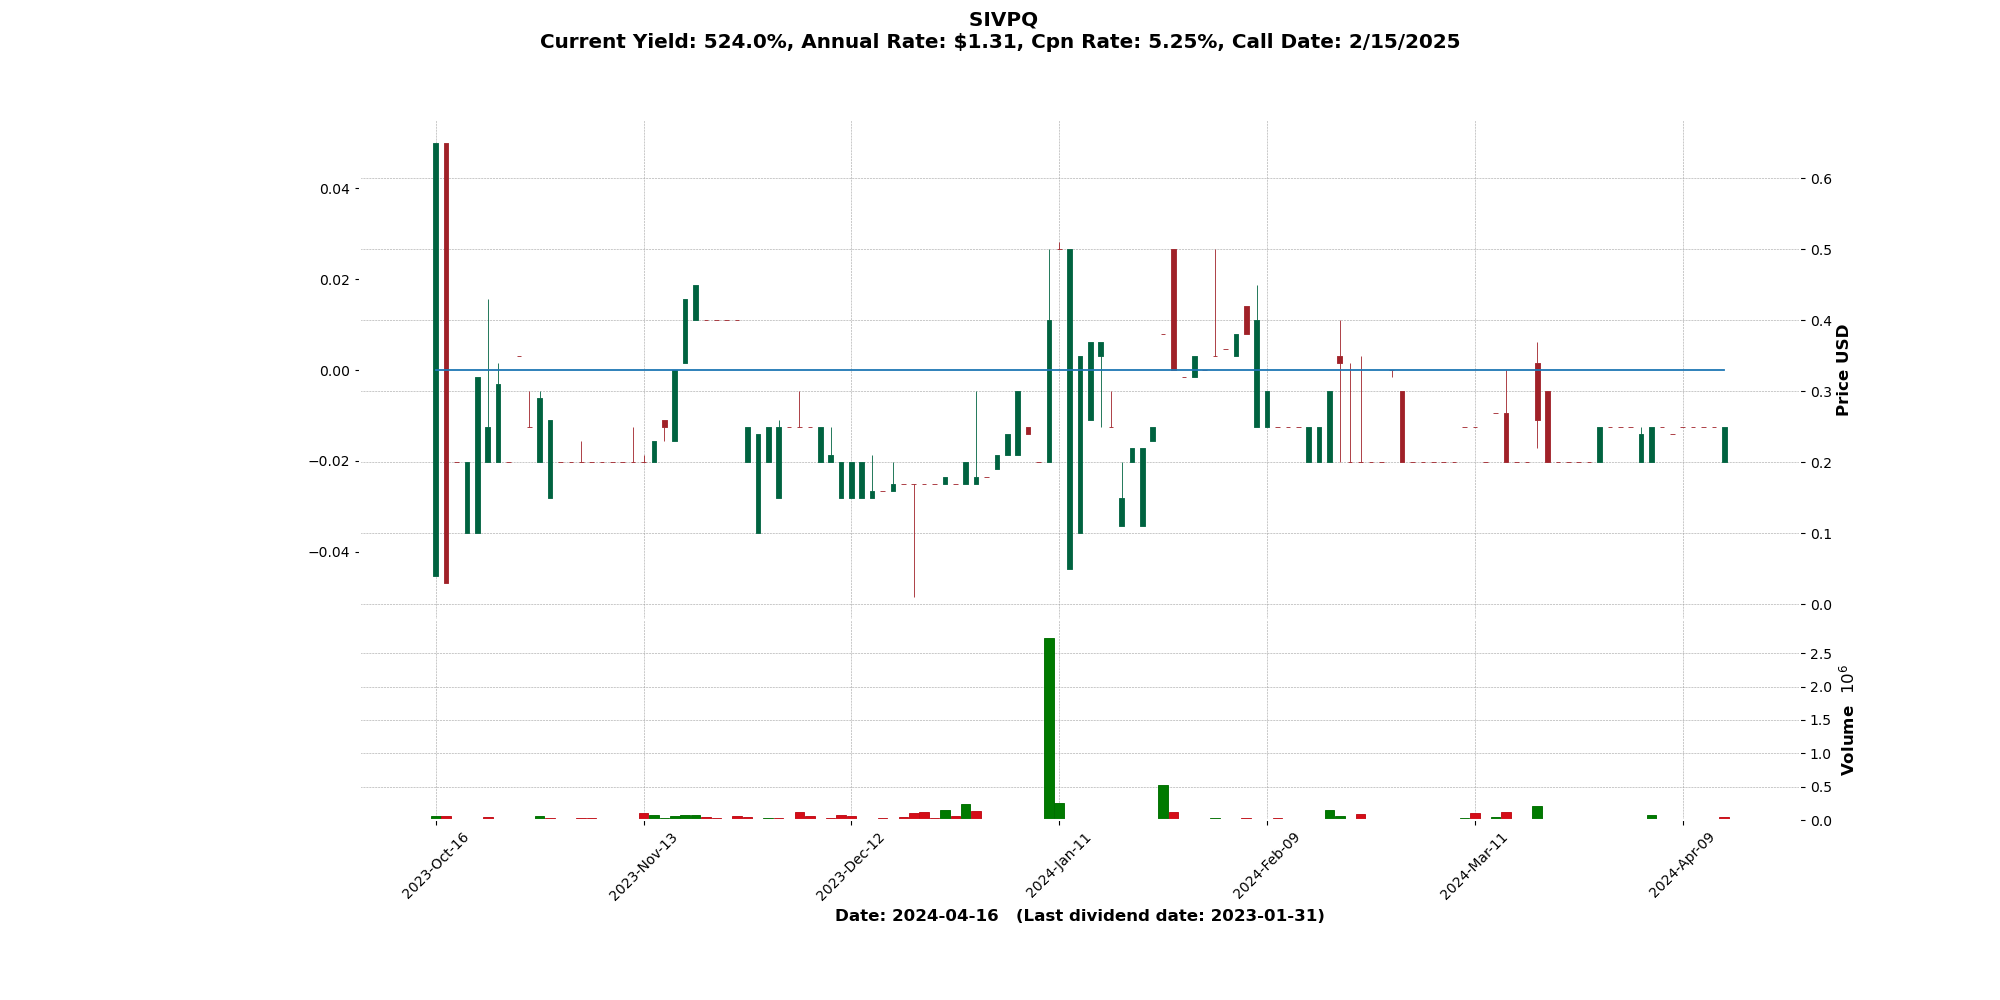 SIVPQ
Current Yield: 524.0%, Annual Rate: $1.31, Cpn Rate: 5.25%, Call Date: 2/15/2025
0.04
0.02
0.00
−0.02
−0.04
0.6
0.5
0.4
0.3
0.2
0.1
0.0
Price USD
2.5
2.0
1.5
1.0
0.5
0.0
Volume 10^6
2023-Oct-16
2023-Nov-13
2023-Dec-12
2024-Jan-11
2024-Feb-09
2024-Mar-11
2024-Apr-09
Date: 2024-04-16 (Last dividend date: 2023-01-31)